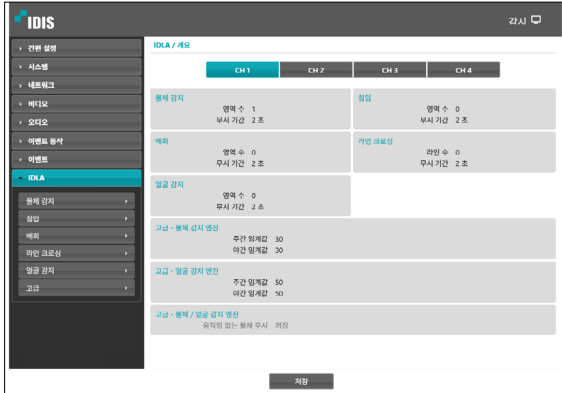 IDIS
감시
간편 설정
시스템
네트워크
비디오
오디오
이벤트 동작
이벤트
IDLA
물체 감지
침입
배회
라인 크로싱
얼굴 감지
고급
IDLA / 개요
CH 1 CH 2 CH 3 CH 4
물체 감지
영역 수 1
무시 기간 2 초
침입
영역 수 0
무시 기간 2 초
배회
영역 수 0
무시 기간 2 초
라인 크로싱
라인 수 0
무시 기간 2 초
얼굴 감지
영역 수 0
무시 기간 2 초
고급 - 물체 감지 엔진
주간 임계값 30
야간 임계값 30
고급 - 얼굴 감지 엔진
주간 임계값 50
야간 임계값 50
고급 - 물체 / 얼굴 감지 엔진
움직임 없는 물체 무시 꺼짐
저장